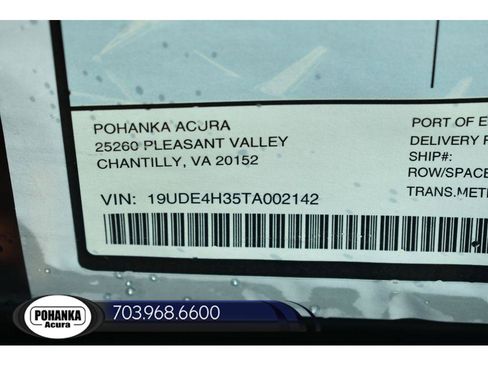 POHANKA ACURA
25260 PLEASANT VALLEY
CHANTILLY, VA 20152
VIN: 19UDE4H35TA002142
PORT OF E
DELIVERY
SHIP#:
ROW/SPACE
TRANS.MET
POHANKA
Acura
703.968.6600